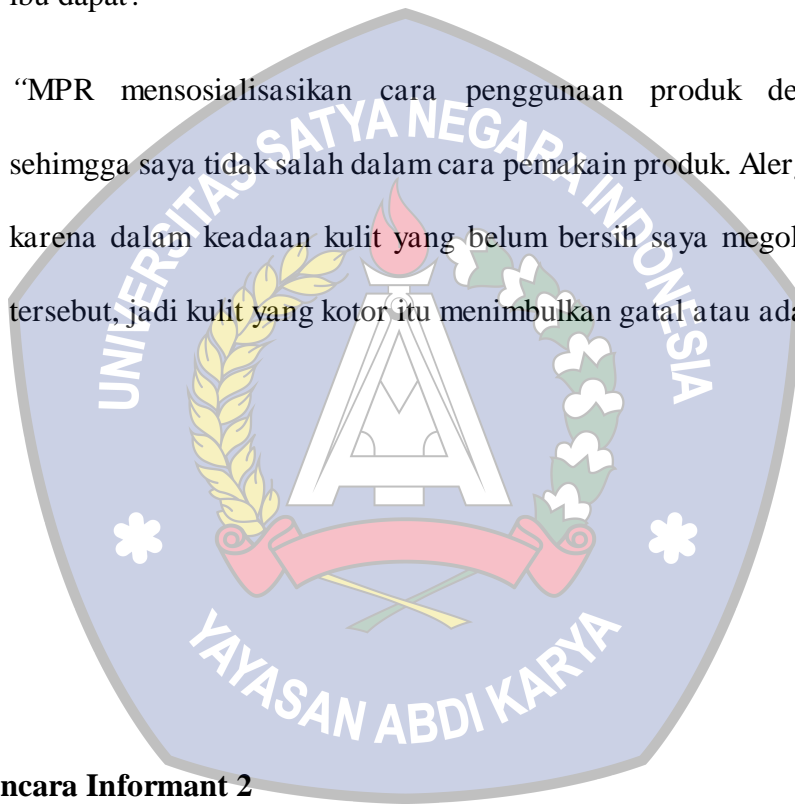 ibu dapat?
“MPR mensosialisasikan cara penggunaan produk de
sehimgga saya tidak salah dalam cara pemakain produk. Aler
karena dalam keadaan kulit yang belum bersih saya megol
tersebut, jadi kulit yang kotor itu menimbulkan gatal atau ada
UNIVERSITAS SATYA NEGARA INDONESIA
YAYASAN ABDI KARYA
ncara Informant 2